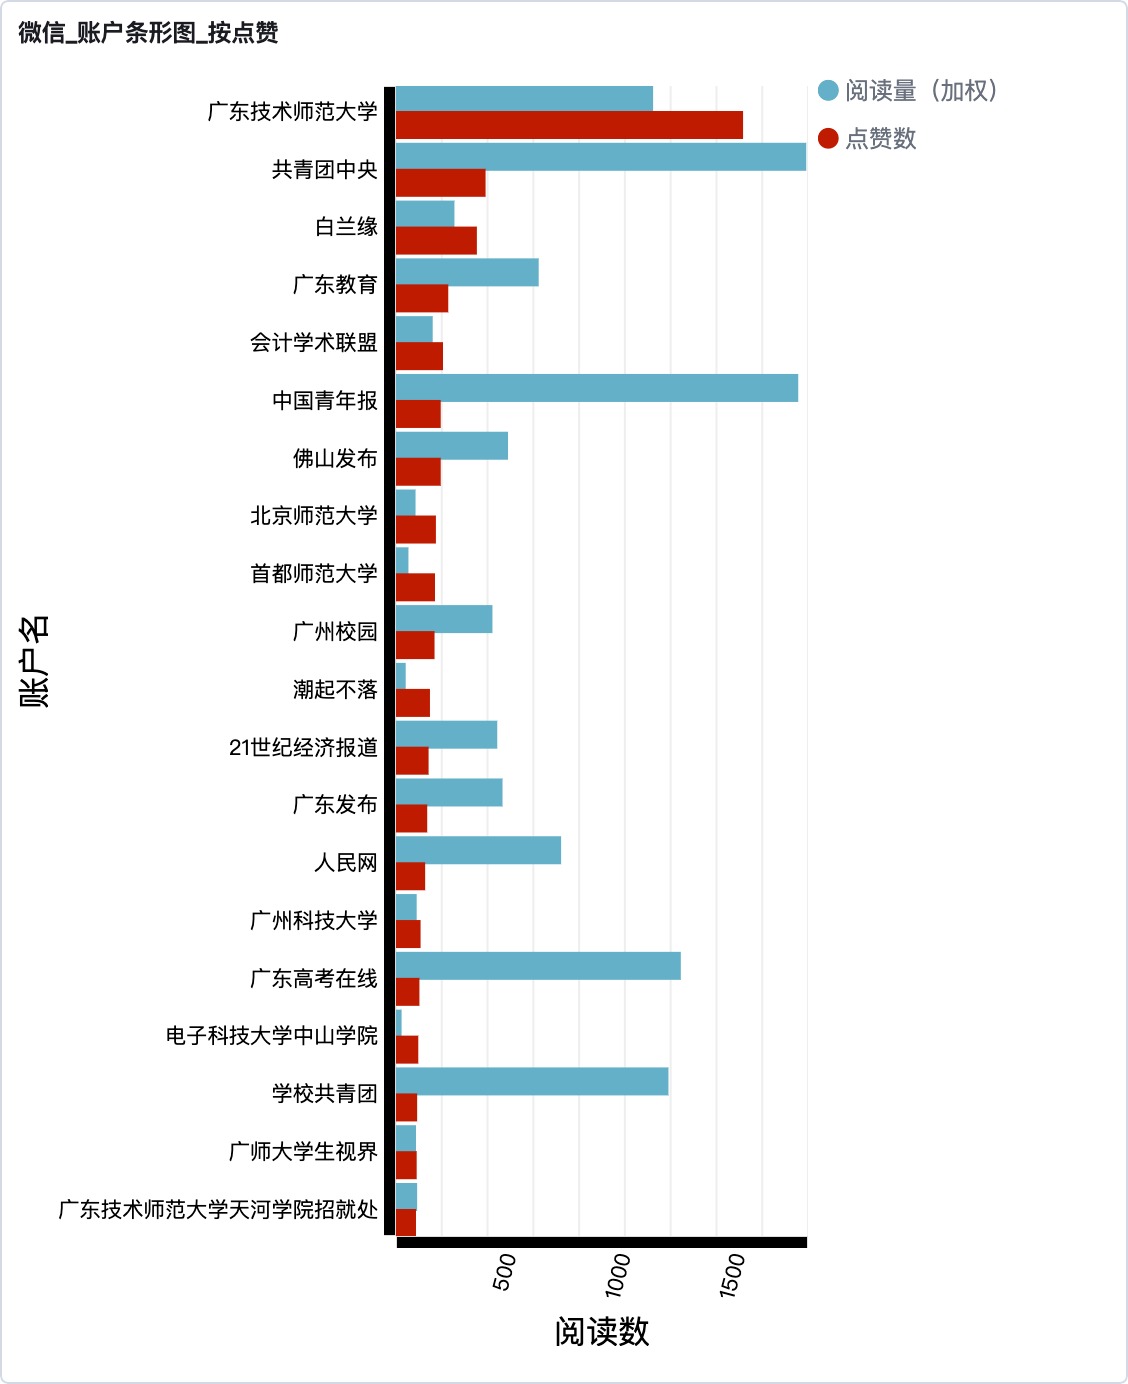 微信_账户条形图_按点赞
阅读量（加权）
点赞数
广东技术师范大学
共青团中央
白兰缘
广东教育
会计学术联盟
中国青年报
佛山发布
北京师范大学
首都师范大学
广州校园
潮起不落
21世纪经济报道
广东发布
人民网
广州科技大学
广东高考在线
电子科技大学中山学院
学校共青团
广师大学生视界
广东技术师范大学天河学院招就处
账户名
500
1000
1500
阅读数